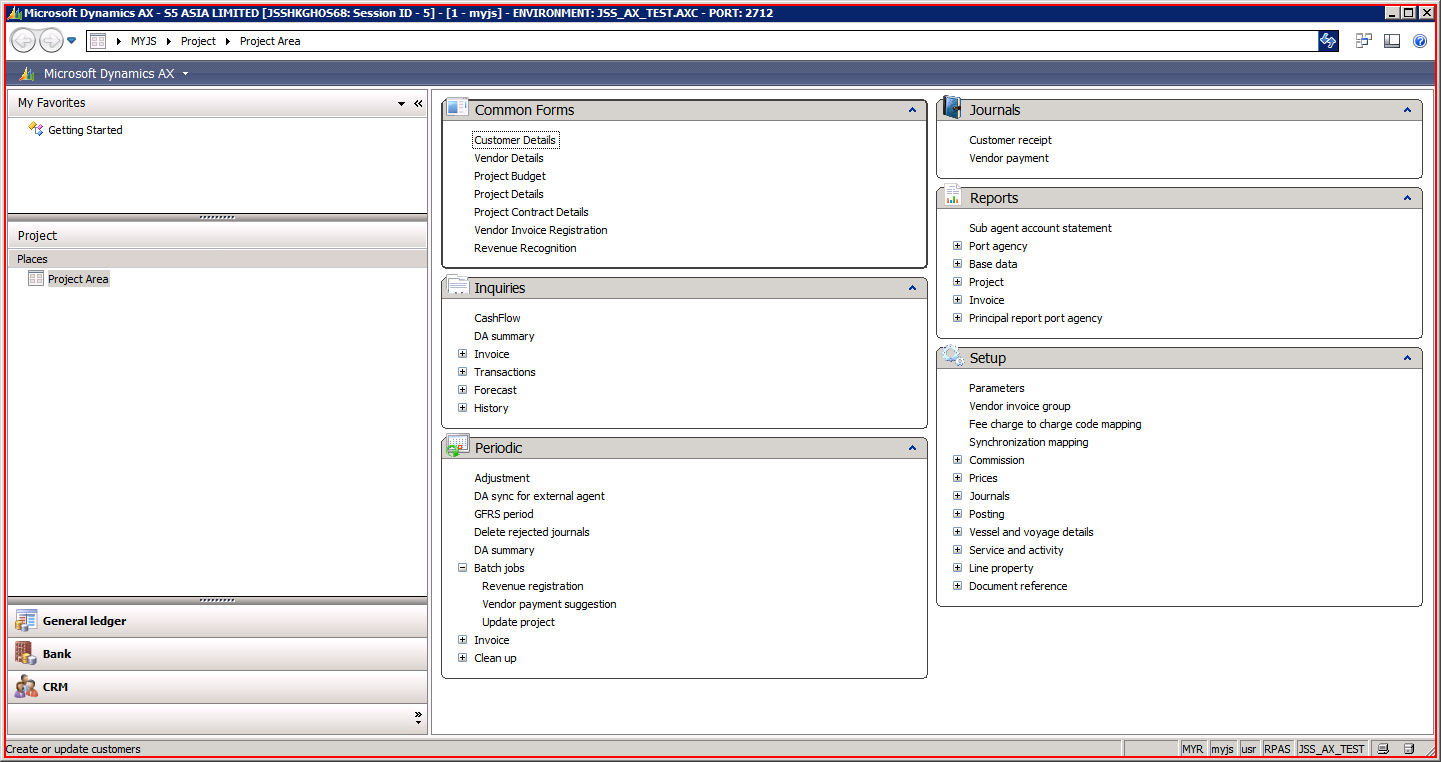 Microsoft Dynamics AX - S5 ASIA LIMITED [JSSHKGHOS68: Session ID - 5] - [1 - myjs] - ENVIRONMENT: JSS_AX_TEST.AXC - PORT: 2712
MYJS Project Project Area
Microsoft Dynamics AX
My Favorites
Getting Started
Project
Places
Project Area
General ledger
Bank
CRM
Common Forms
Customer Details
Vendor Details
Project Budget
Project Details
Project Contract Details
Vendor Invoice Registration
Revenue Recognition
Inquiries
CashFlow
DA summary
Invoice
Transactions
Forecast
History
Periodic
Adjustment
DA sync for external agent
GFRS period
Delete rejected journals
DA summary
Batch jobs
Revenue registration
Vendor payment suggestion
Update project
Invoice
Clean up
Journals
Customer receipt
Vendor payment
Reports
Sub agent account statement
Port agency
Base data
Project
Invoice
Principal report port agency
Setup
Parameters
Vendor invoice group
Fee charge to charge code mapping
Synchronization mapping
Commission
Prices
Journals
Posting
Vessel and voyage details
Service and activity
Line property
Document reference
Create or update customers
MYR myjs usr RPAS JSS_AX_TEST